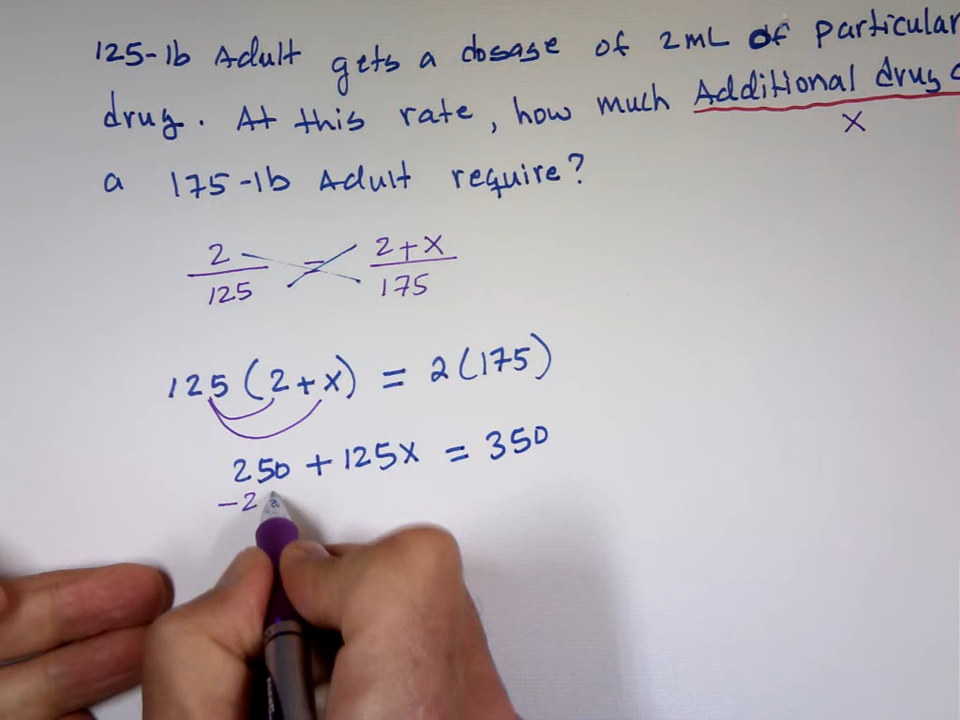 125-lb Adult gets a dosage of 2mL of particular
drug. At this rate, how much Additional drug
x
a 175-lb Adult require?
2/125 = 2+x/175
125(2+x) = 2(175)
250 + 125x = 350
-2